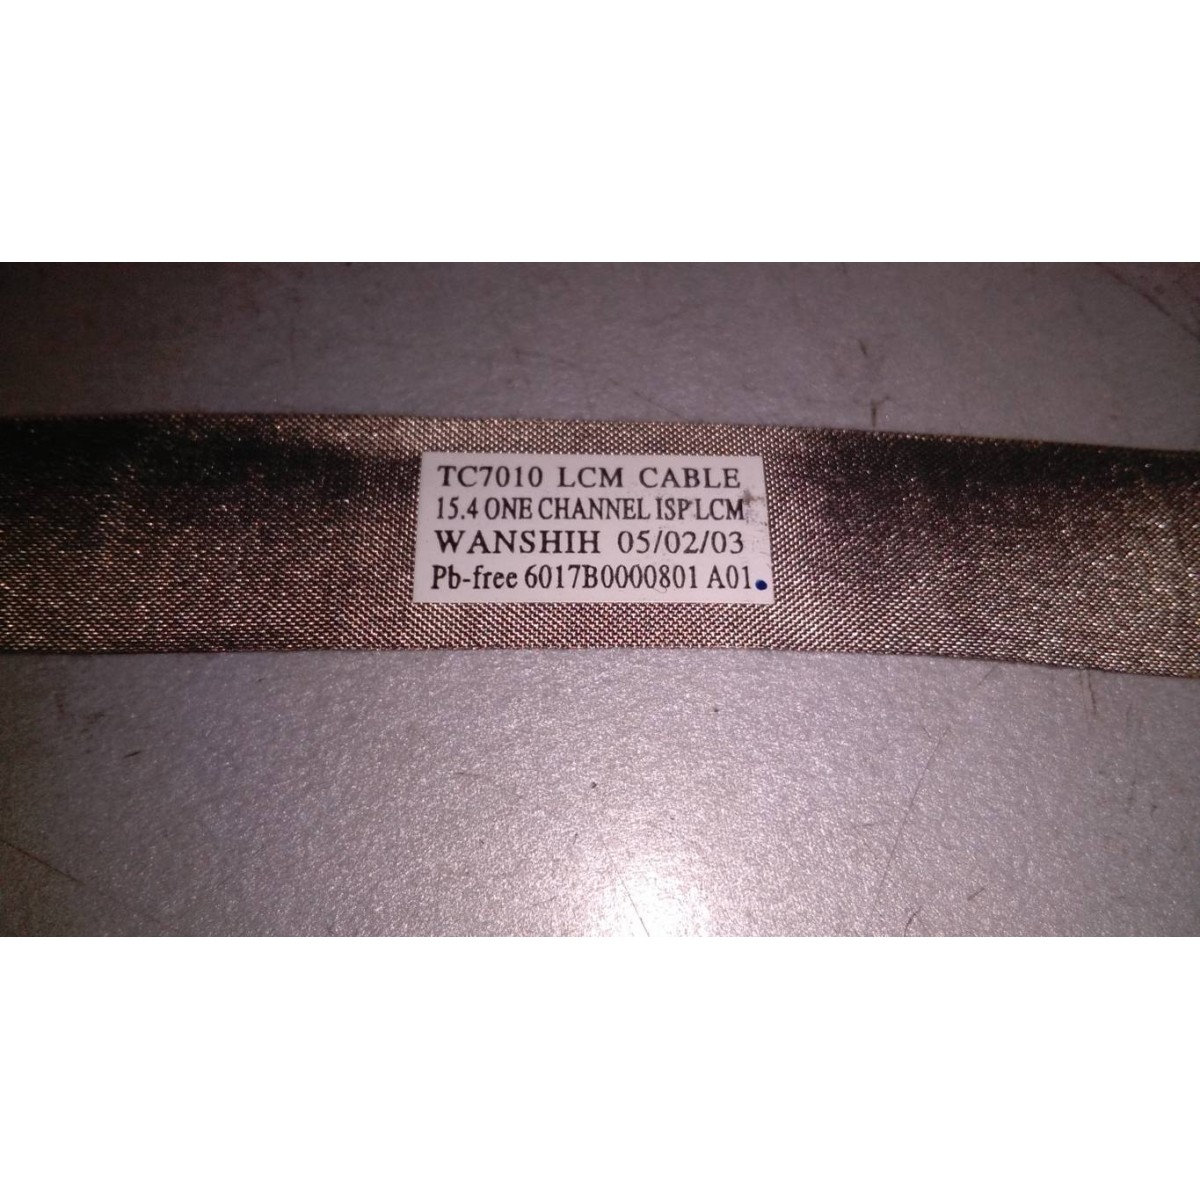 TC7010 LCM CABLE
15.4 ONE CHANNEL ISP LCM
WANSHIH 05/02/03
Pb-free 6017B0000801 A01.